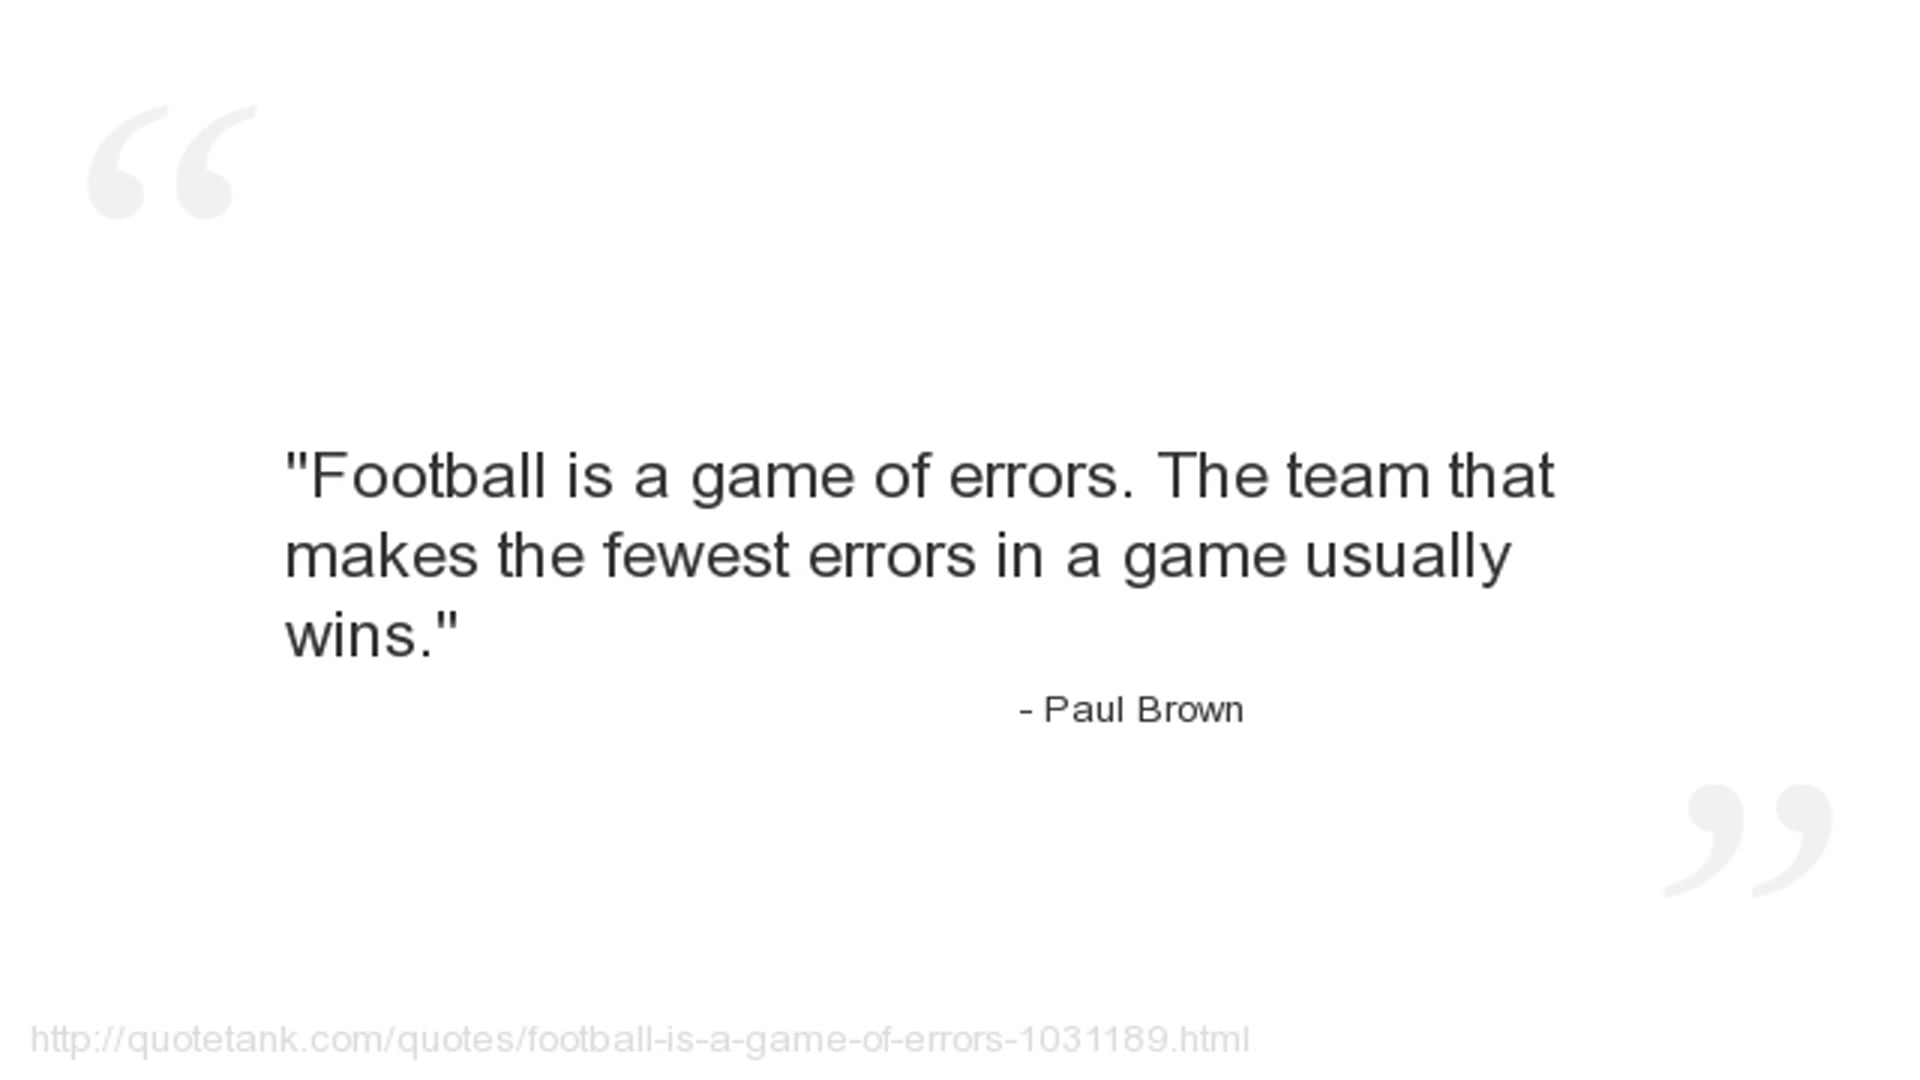 "Football is a game of errors. The team that
makes the fewest errors in a game usually
wins."
- Paul Brown
http://quotetank.com/quotes/football-is-a-game-of-errors-1031189.html